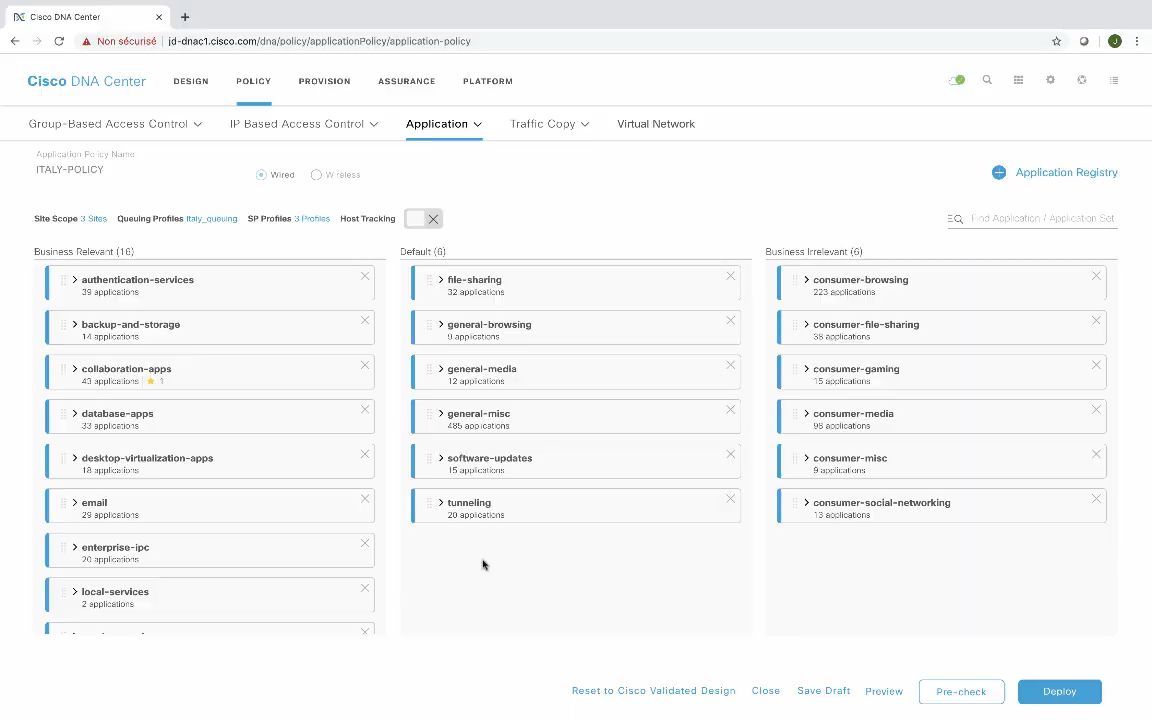 Cisco DNA Center
Non sécurisé
jd-dnac1.cisco.com/dna/policy/applicationPolicy/application-policy
J
Cisco DNA Center
DESIGN
POLICY
PROVISION
ASSURANCE
PLATFORM
Group-Based Access Control
IP Based Access Control
Application
Traffic Copy
Virtual Network
Application Policy Name
ITALY-POLICY
Wired
Wireless
Application Registry
Site Scope 3 Sites
Queuing Profiles Italy_queuing
SP Profiles 3 Profiles
Host Tracking
Find Application / Application Set
Business Relevant (16)
authentication-services
39 applications
backup-and-storage
14 applications
collaboration-apps
43 applications 1
database-apps
33 applications
desktop-virtualization-apps
18 applications
email
29 applications
enterprise-ipc
20 applications
local-services
2 applications
Default (6)
file-sharing
32 applications
general-browsing
9 applications
general-media
12 applications
general-misc
485 applications
software-updates
15 applications
tunneling
20 applications
Business Irrelevant (6)
consumer-browsing
223 applications
consumer-file-sharing
38 applications
consumer-gaming
15 applications
consumer-media
98 applications
consumer-misc
9 applications
consumer-social-networking
13 applications
Reset to Cisco Validated Design
Close
Save Draft
Preview
Pre-check
Deploy